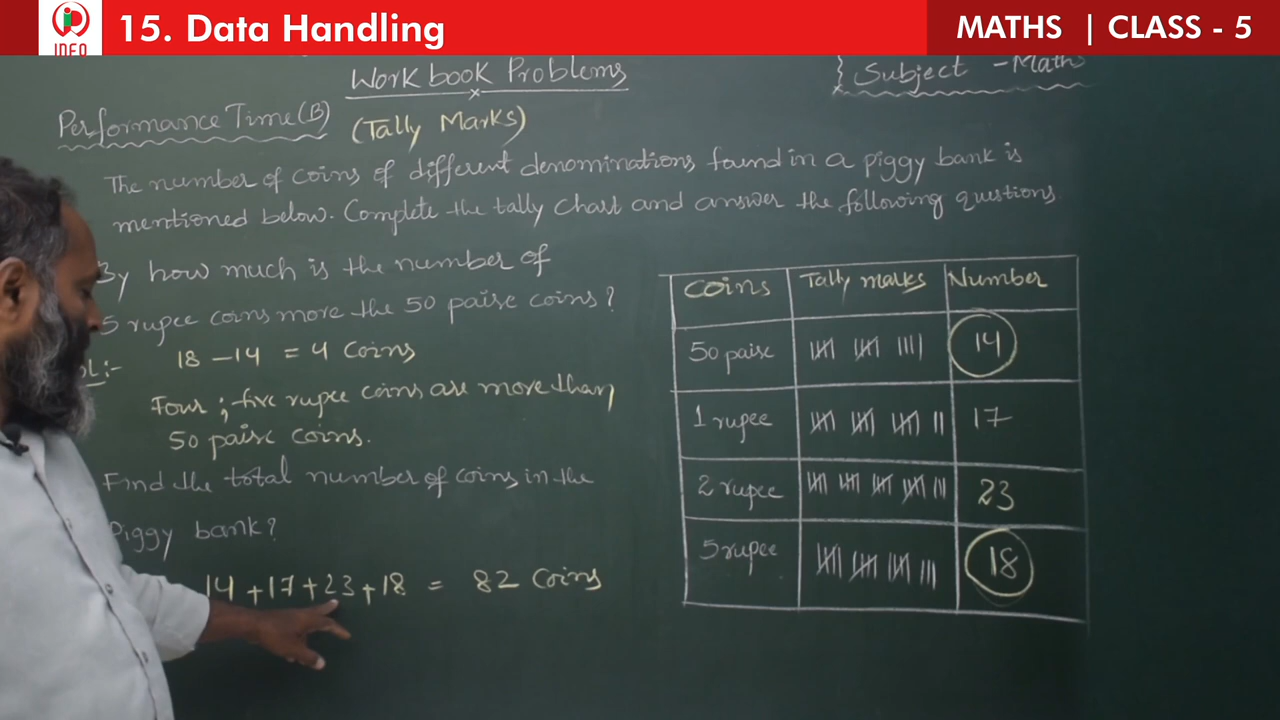 INFO
15. Data Handling
MATHS | CLASS - 5
Work book Problems
Subject - Maths
Performance Time (B)
(Tally Marks)
The number of coins of different denominations found in a piggy bank is
mentioned below. Complete the tally chart and answer the following questions.
By how much is the number of
5 rupee coins more the 50 paise coins?
18 - 14 = 4 Coins
Four ; five rupee coins are more than
50 paise coins.
Find the total number of coins in the
Piggy bank?
14 + 17 + 23 + 18 = 82 Coins
Coins Tally marks Number
50 paise 14
1 rupee 17
2 rupee 23
5 rupee 18